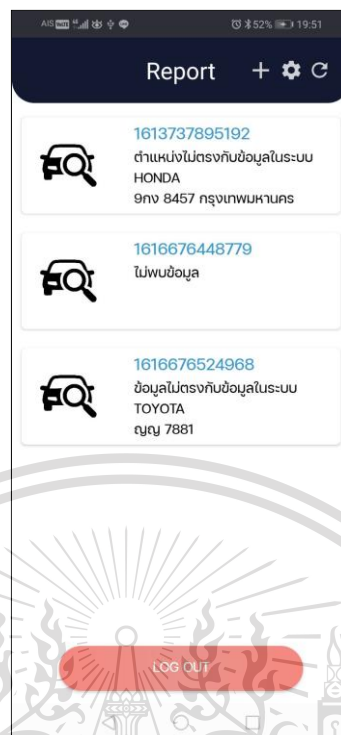 AIS 52% 19:51
Report
1613737895192
ตำแหน่งไม่ตรงกับข้อมูลในระบบ
HONDA
9กง 8457 กรุงเทพมหานคร
1616676448779
ไม่พบข้อมูล
1616676524968
ข้อมูลไม่ตรงกับข้อมูลในระบบ
TOYOTA
ญญ 7881
LOG OUT